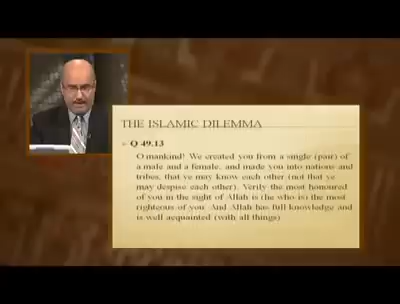 THE ISLAMIC DILEMMA
Q 49.13
O mankind! We created you from a single (pair) of
a male and a female, and made you into nations and
tribes, that ye may know each other (not that ye
may despise each other). Verily the most honoured
of you in the sight of Allah is (he who is) the most
righteous of you. And Allah has full knowledge and
is well acquainted (with all things)